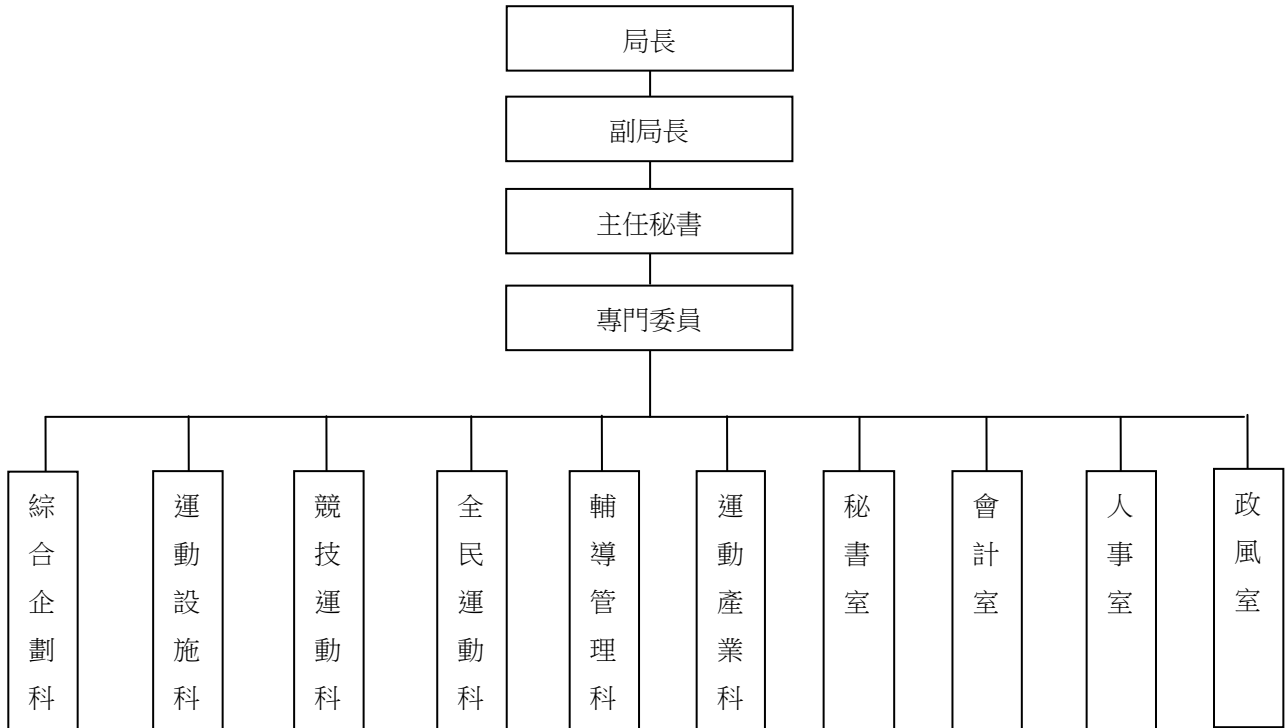 局長
副局長
主任秘書
專門委員
綜合企劃科
運動設施科
競技運動科
全民運動科
輔導管理科
運動產業科
秘書室
會計室
人事室
政風室